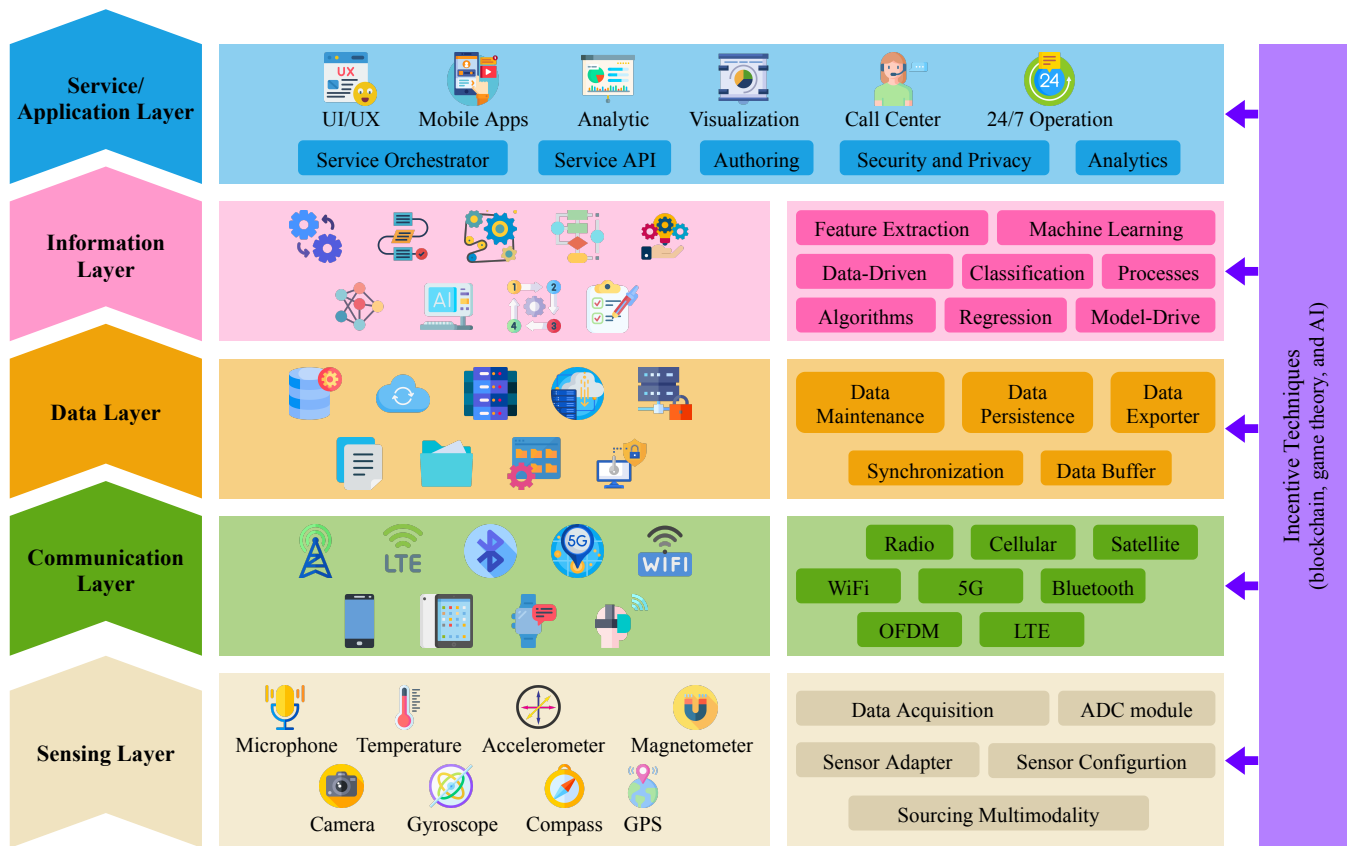 Service/
Application Layer
UX
24
UI/UX
Mobile Apps
Analytic
Visualization
Call Center
24/7 Operation
Service Orchestrator
Service API
Authoring
Security and Privacy
Analytics
Information
Layer
AI
1
2
4
3
Feature Extraction
Machine Learning
Data-Driven
Classification
Processes
Algorithms
Regression
Model-Drive
Data Layer
Data
Maintenance
Data
Persistence
Data
Exporter
Synchronization
Data Buffer
Communication
Layer
LTE
5G
WIFI
Radio
Cellular
Satellite
WiFi
5G
Bluetooth
OFDM
LTE
Sensing Layer
Microphone
Temperature
Accelerometer
Magnetometer
Camera
Gyroscope
Compass
GPS
Data Acquisition
ADC module
Sensor Adapter
Sensor Configurtion
Sourcing Multimodality
Incentive Techniques
(blockchain, game theory, and AI)